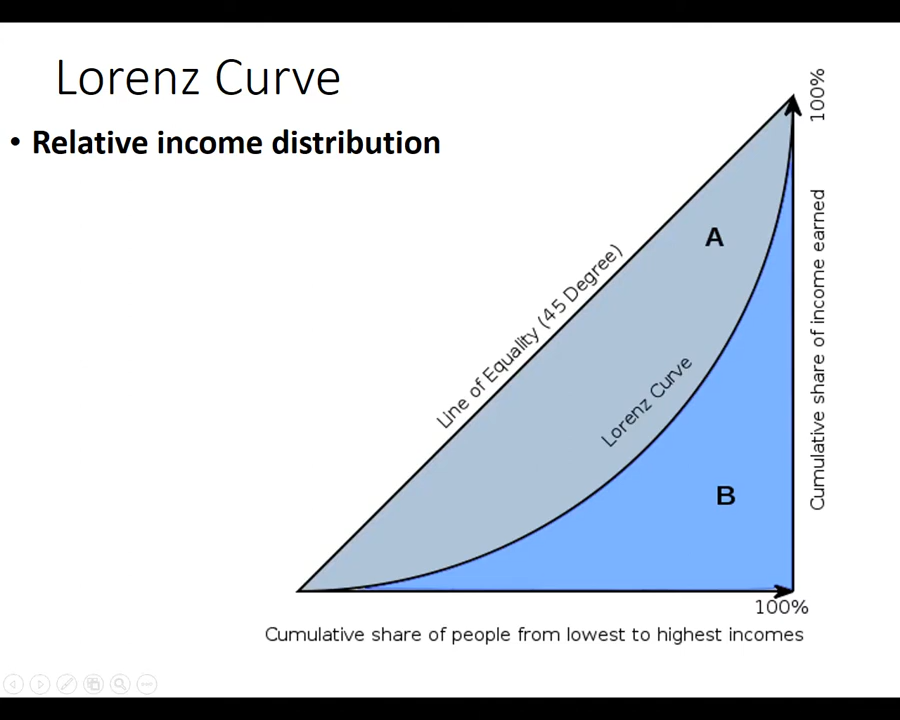 Lorenz Curve
• Relative income distribution
100%
Cumulative share of income earned
A
Line of Equality (45 Degree)
Lorenz Curve
B
100%
Cumulative share of people from lowest to highest incomes